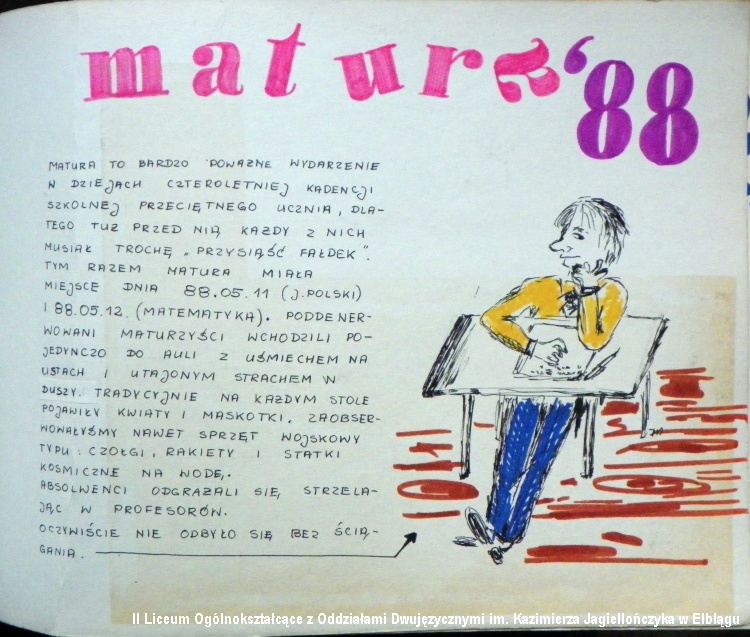 matura '88
MATURA TO BARDZO POWAŻNE WYDARZENIE
W DZIEJACH CZTEROLETNIEJ KADENCJI
SZKOLNEJ PRZECIĘTNEGO UCZNIA, DLA-
TEGO TUŻ PRZED NIĄ KAŻDY Z NICH
MUSIAŁ TROCHĘ „PRZYSIĄŚĆ FAŁDEK".
TYM RAZEM MATURA MIAŁA
MIEJSCE DNIA 88.05.11 (J.POLSKI)
I 88.05.12. (MATEMATYKA). PODDENER-
WOWANI MATURZYŚCI WCHODZILI PO-
JEDYNCZO DO AULI Z UŚMIECHEM NA
USTACH I UTAJONYM STRACHEM W
DUSZY. TRADYCYJNIE NA KAŻDYM STOLE
POJAWIŁY KWIATY I MASKOTKI. ZAOBSER-
WOWAŁYŚMY NAWET SPRZĘT WOJSKOWY
TYPU: CZOŁGI, RAKIETY I STATKI
KOSMICZNE NA WODĘ.
ABSOLWENCI ODGRAŻALI SIĘ, STRZELA-
JĄC W PROFESORÓW.
OCZYWIŚCIE NIE ODBYŁO SIĘ BEZ ŚCIĄ-
GANIA.
II Liceum Ogólnokształcące z Oddziałami Dwujęzycznymi im. Kazimierza Jagiellończyka w Elblągu